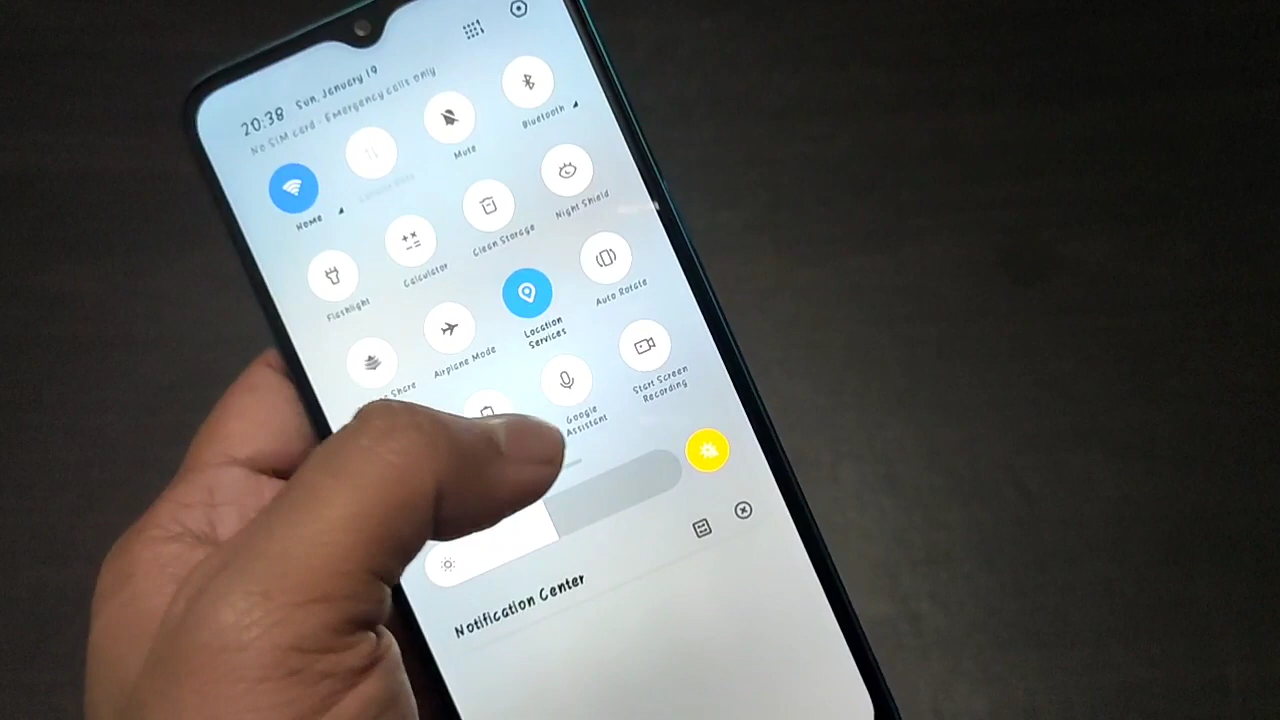 20:38 Sun, January 19
No SIM card - Emergency calls only
Home
Mute
Bluetooth
Flashlight
Calculator
Clean Storage
Night Shield
Share
Airplane Mode
Location
Services
Auto Rotate
Google
Assistant
Start Screen
Recording
Notification Center